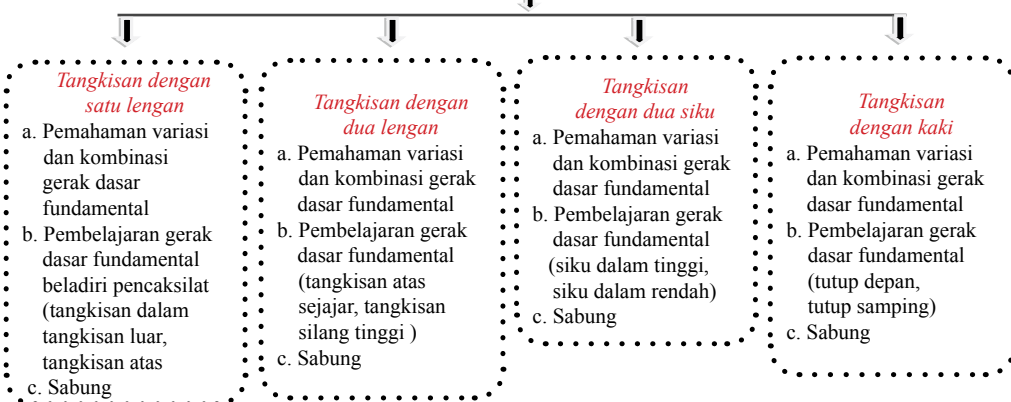 Tangkisan dengan
satu lengan
a. Pemahaman variasi
dan kombinasi
gerak dasar
fundamental
b. Pembelajaran gerak
dasar fundamental
beladiri pencaksilat
(tangkisan dalam
tangkisan luar,
tangkisan atas
c. Sabung
Tangkisan dengan
dua lengan
a. Pemahaman variasi
dan kombinasi gerak
dasar fundamental
b. Pembelajaran gerak
dasar fundamental
(tangkisan atas
sejajar, tangkisan
silang tinggi )
c. Sabung
Tangkisan
dengan dua siku
a. Pemahaman variasi
dan kombinasi gerak
dasar fundamental
b. Pembelajaran gerak
dasar fundamental
(siku dalam tinggi,
siku dalam rendah)
c. Sabung
Tangkisan
dengan kaki
a. Pemahaman variasi
dan kombinasi gerak
dasar fundamental
b. Pembelajaran gerak
dasar fundamental
(tutup depan,
tutup samping)
c. Sabung